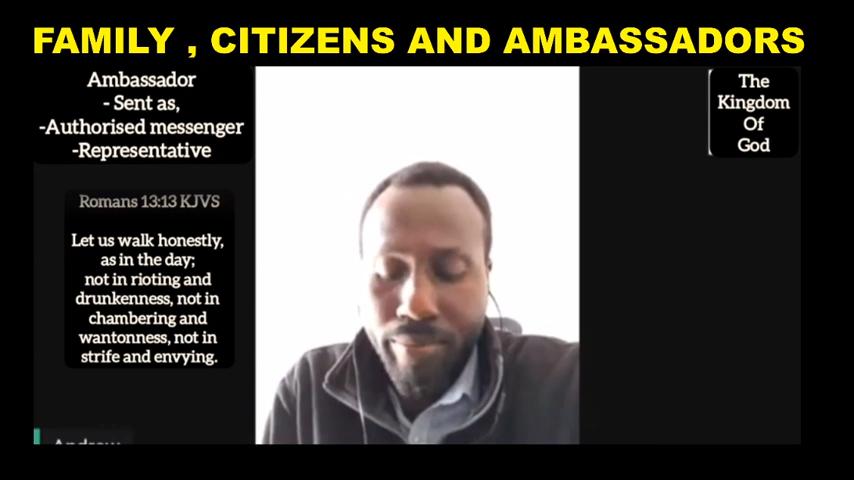 FAMILY , CITIZENS AND AMBASSADORS
Ambassador
- Sent as,
-Authorised messenger
-Representative
The
Kingdom
Of
God
Romans 13:13 KJVS
Let us walk honestly,
as in the day;
not in rioting and
drunkenness, not in
chambering and
wantonness, not in
strife and envying.